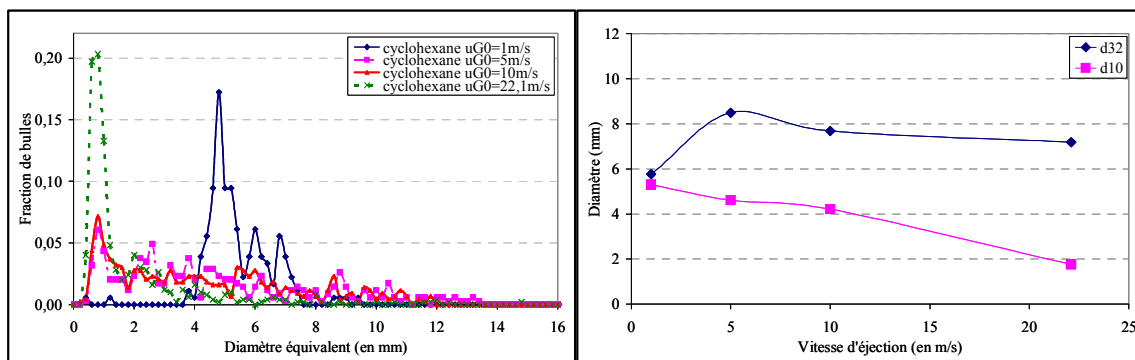 0,20
0,15
0,10
0,05
0,00
Fraction de bulles
cyclohexane uG0=1m/s
cyclohexane uG0=5m/s
cyclohexane uG0=10m/s
cyclohexane uG0=22,1m/s
0 2 4 6 8 10 12 14 16
Diamètre équivalent (en mm)
12
10
8
6
4
2
0
Diamètre (mm)
d32
d10
0 5 10 15 20 25
Vitesse d'éjection (en m/s)